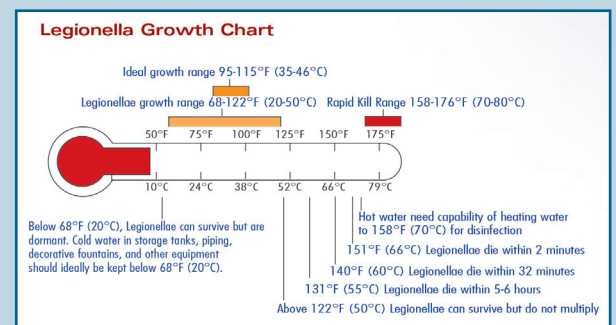 Legionella Growth Chart
Ideal growth range 95-115°F (35-46°C)
Legionellae growth range 68-122°F (20-50°C) Rapid Kill Range 158-176°F (70-80°C)
50°F 75°F 100°F 125°F 150°F 175°F
10°C 24°C 38°C 52°C 66°C 79°C
Below 68°F (20°C), Legionellae can survive but are
dormant. Cold water in storage tanks, piping,
decorative fountains, and other equipment
should ideally be kept below 68°F (20°C).
Hot water need capability of heating water
to 158°F (70°C) for disinfection
151°F (66°C) Legionellae die within 2 minutes
140°F (60°C) Legionellae die within 32 minutes
131°F (55°C) Legionellae die within 5-6 hours
Above 122°F (50°C) Legionellae can survive but do not multiply